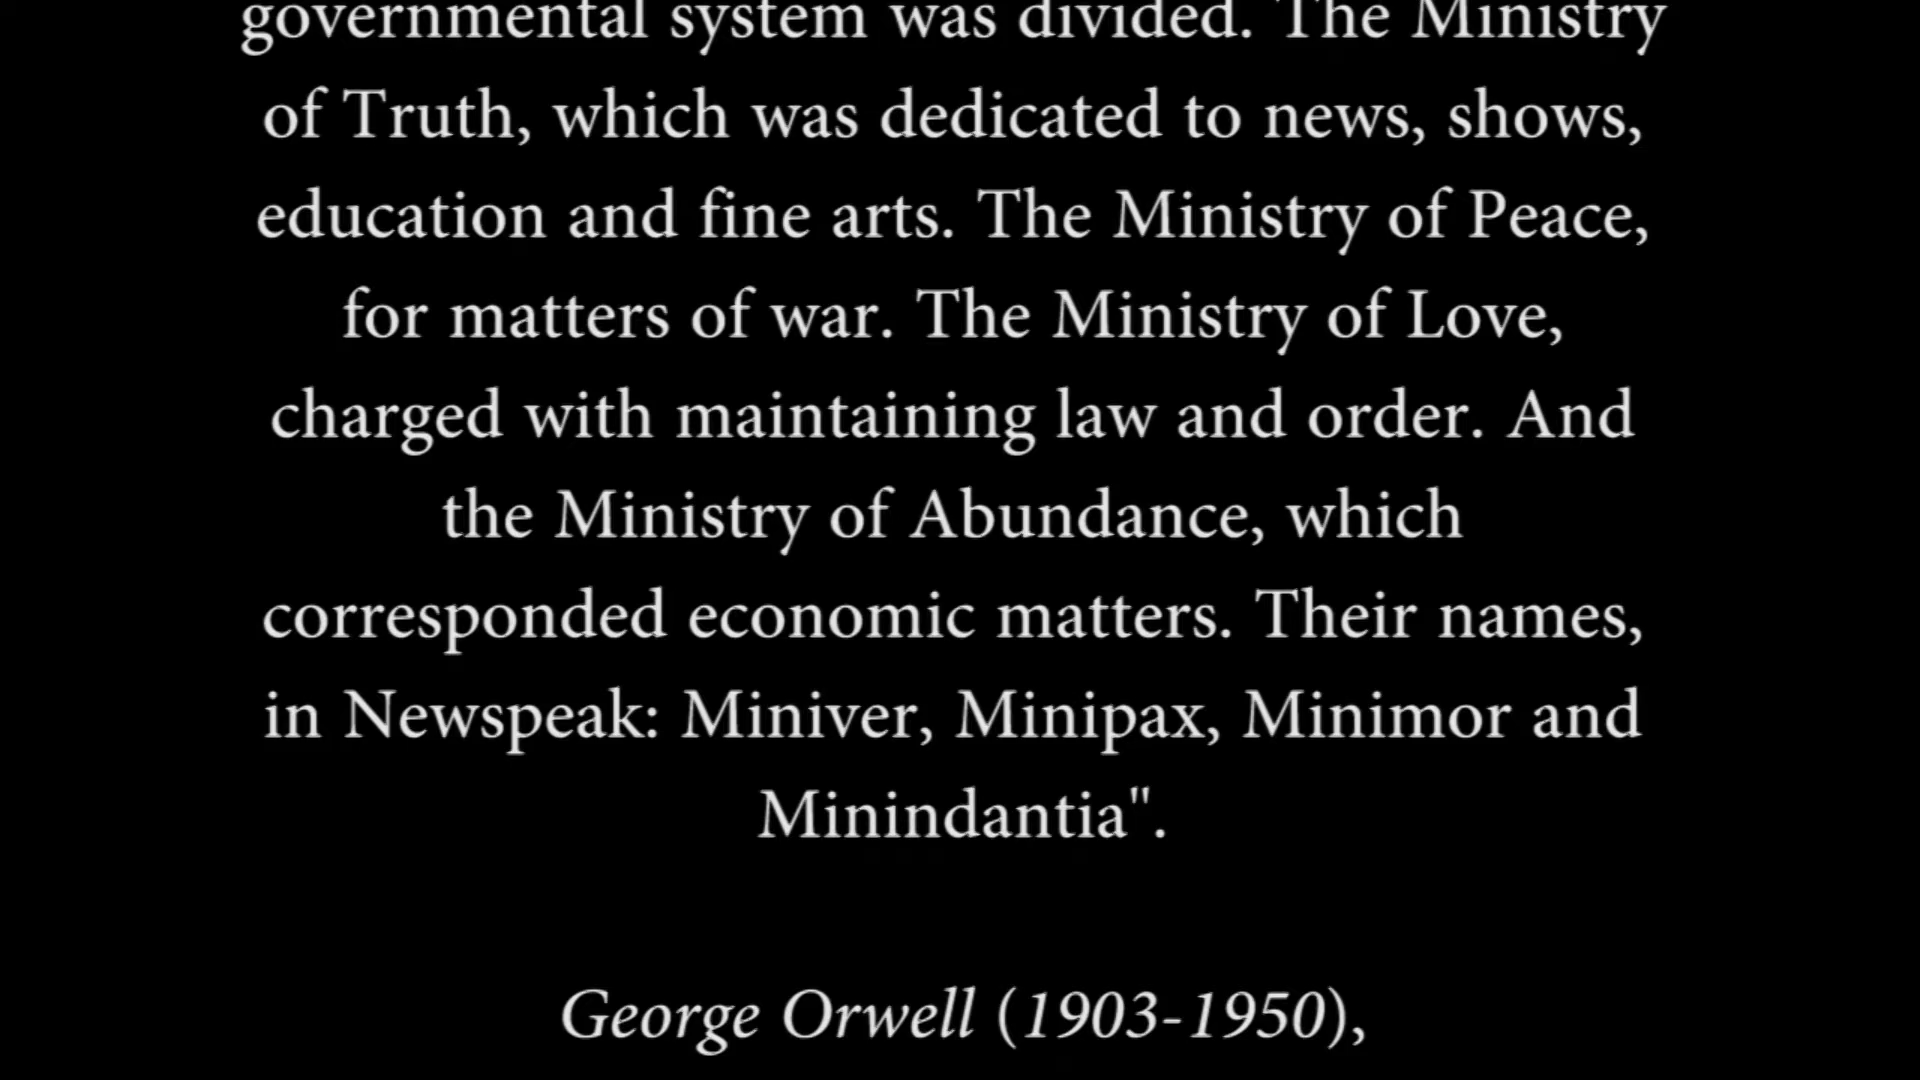 governmental system was divided. The Ministry
of Truth, which was dedicated to news, shows,
education and fine arts. The Ministry of Peace,
for matters of war. The Ministry of Love,
charged with maintaining law and order. And
the Ministry of Abundance, which
corresponded economic matters. Their names,
in Newspeak: Miniver, Minipax, Minimor and
Minindantia".
George Orwell (1903-1950),